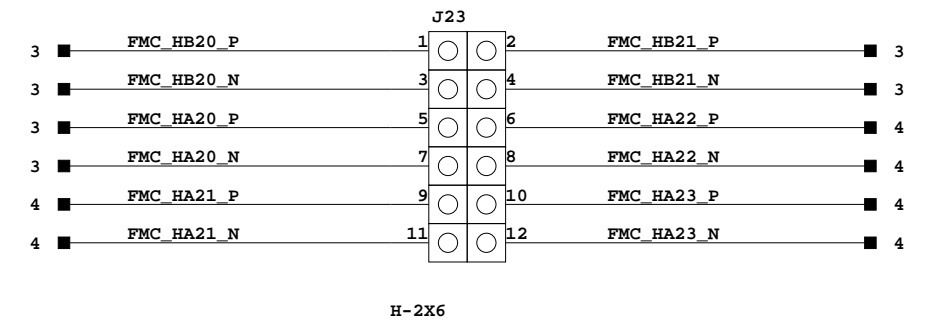 J23
3 FMC_HB20_P 1 2 FMC_HB21_P 3
3 FMC_HB20_N 3 4 FMC_HB21_N 3
3 FMC_HA20_P 5 6 FMC_HA22_P 4
3 FMC_HA20_N 7 8 FMC_HA22_N 4
4 FMC_HA21_P 9 10 FMC_HA23_P 4
4 FMC_HA21_N 11 12 FMC_HA23_N 4
H-2X6